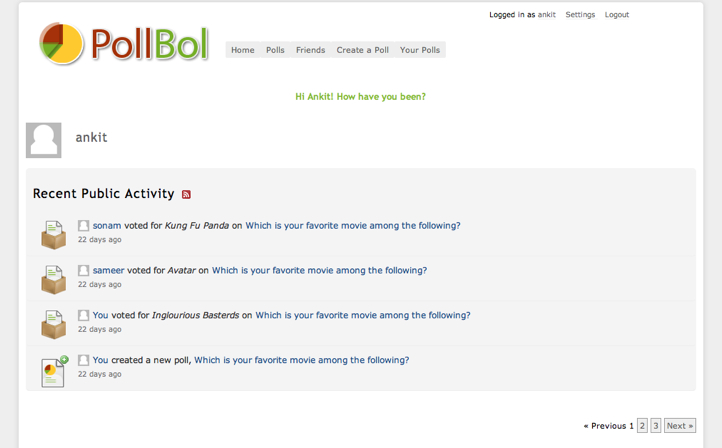 Logged in as ankit Settings Logout
PollBol
Home Polls Friends Create a Poll Your Polls
Hi Ankit! How have you been?
ankit
Recent Public Activity
sonam voted for Kung Fu Panda on Which is your favorite movie among the following?
22 days ago
sameer voted for Avatar on Which is your favorite movie among the following?
22 days ago
You voted for Inglourious Basterds on Which is your favorite movie among the following?
22 days ago
You created a new poll, Which is your favorite movie among the following?
22 days ago
« Previous 1 2 3 Next »